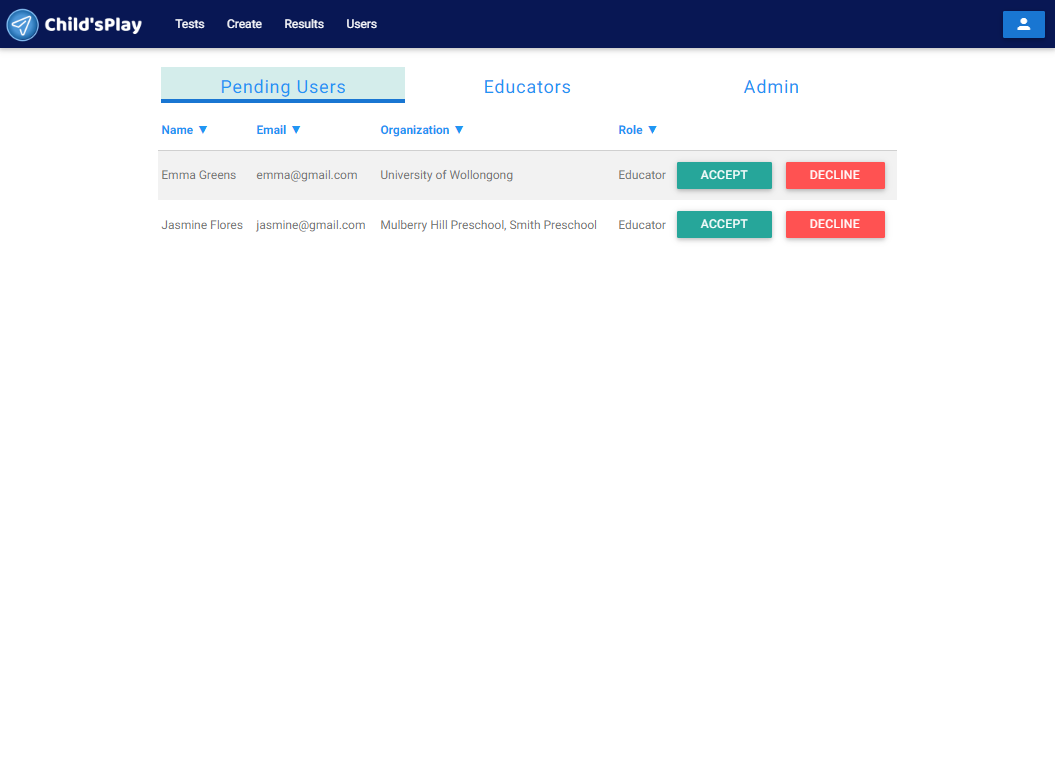 Child'sPlay Tests Create Results Users
Pending Users Educators Admin
Name ▼ Email ▼ Organization ▼ Role ▼
Emma Greens emma@gmail.com University of Wollongong Educator ACCEPT DECLINE
Jasmine Flores jasmine@gmail.com Mulberry Hill Preschool, Smith Preschool Educator ACCEPT DECLINE